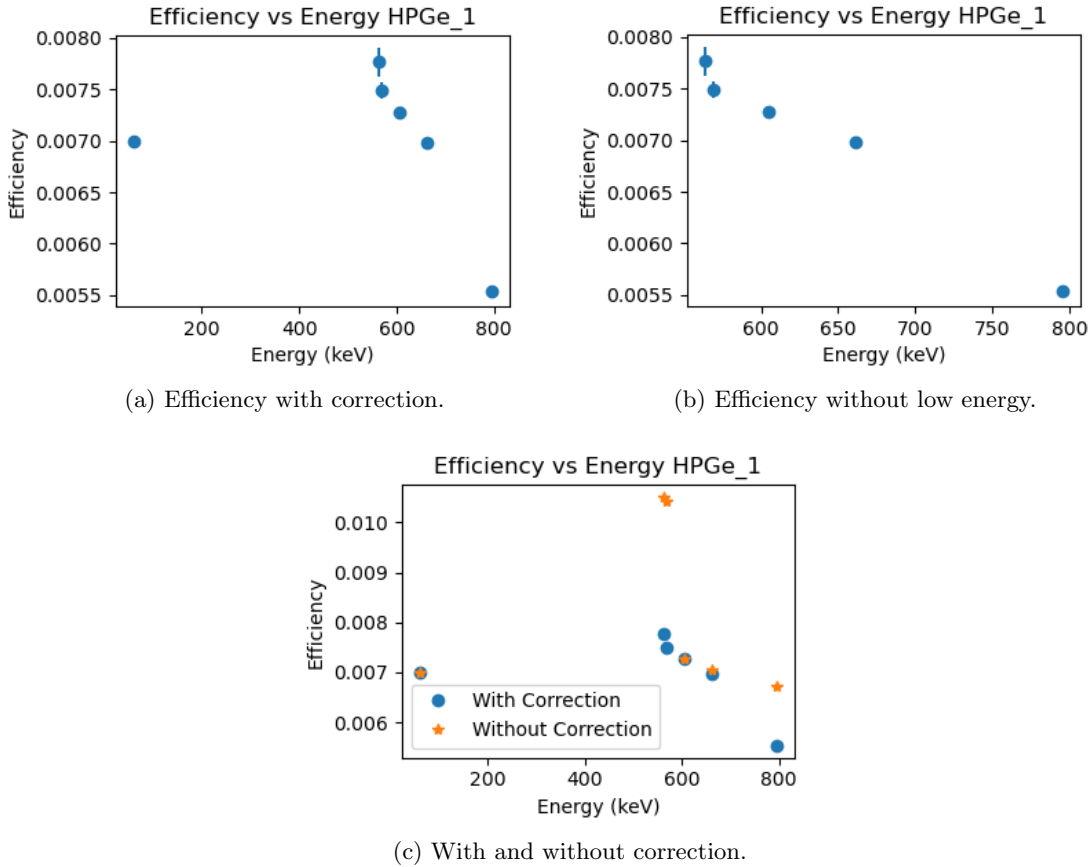 Efficiency vs Energy HPGe_1
0.0080
0.0075
0.0070
0.0065
0.0060
0.0055
Efficiency
200 400 600 800
Energy (keV)
(a) Efficiency with correction.
Efficiency vs Energy HPGe_1
0.0080
0.0075
0.0070
0.0065
0.0060
0.0055
Efficiency
600 650 700 750 800
Energy (keV)
(b) Efficiency without low energy.
Efficiency vs Energy HPGe_1
0.010
0.009
0.008
0.007
0.006
Efficiency
With Correction
Without Correction
200 400 600 800
Energy (keV)
(c) With and without correction.